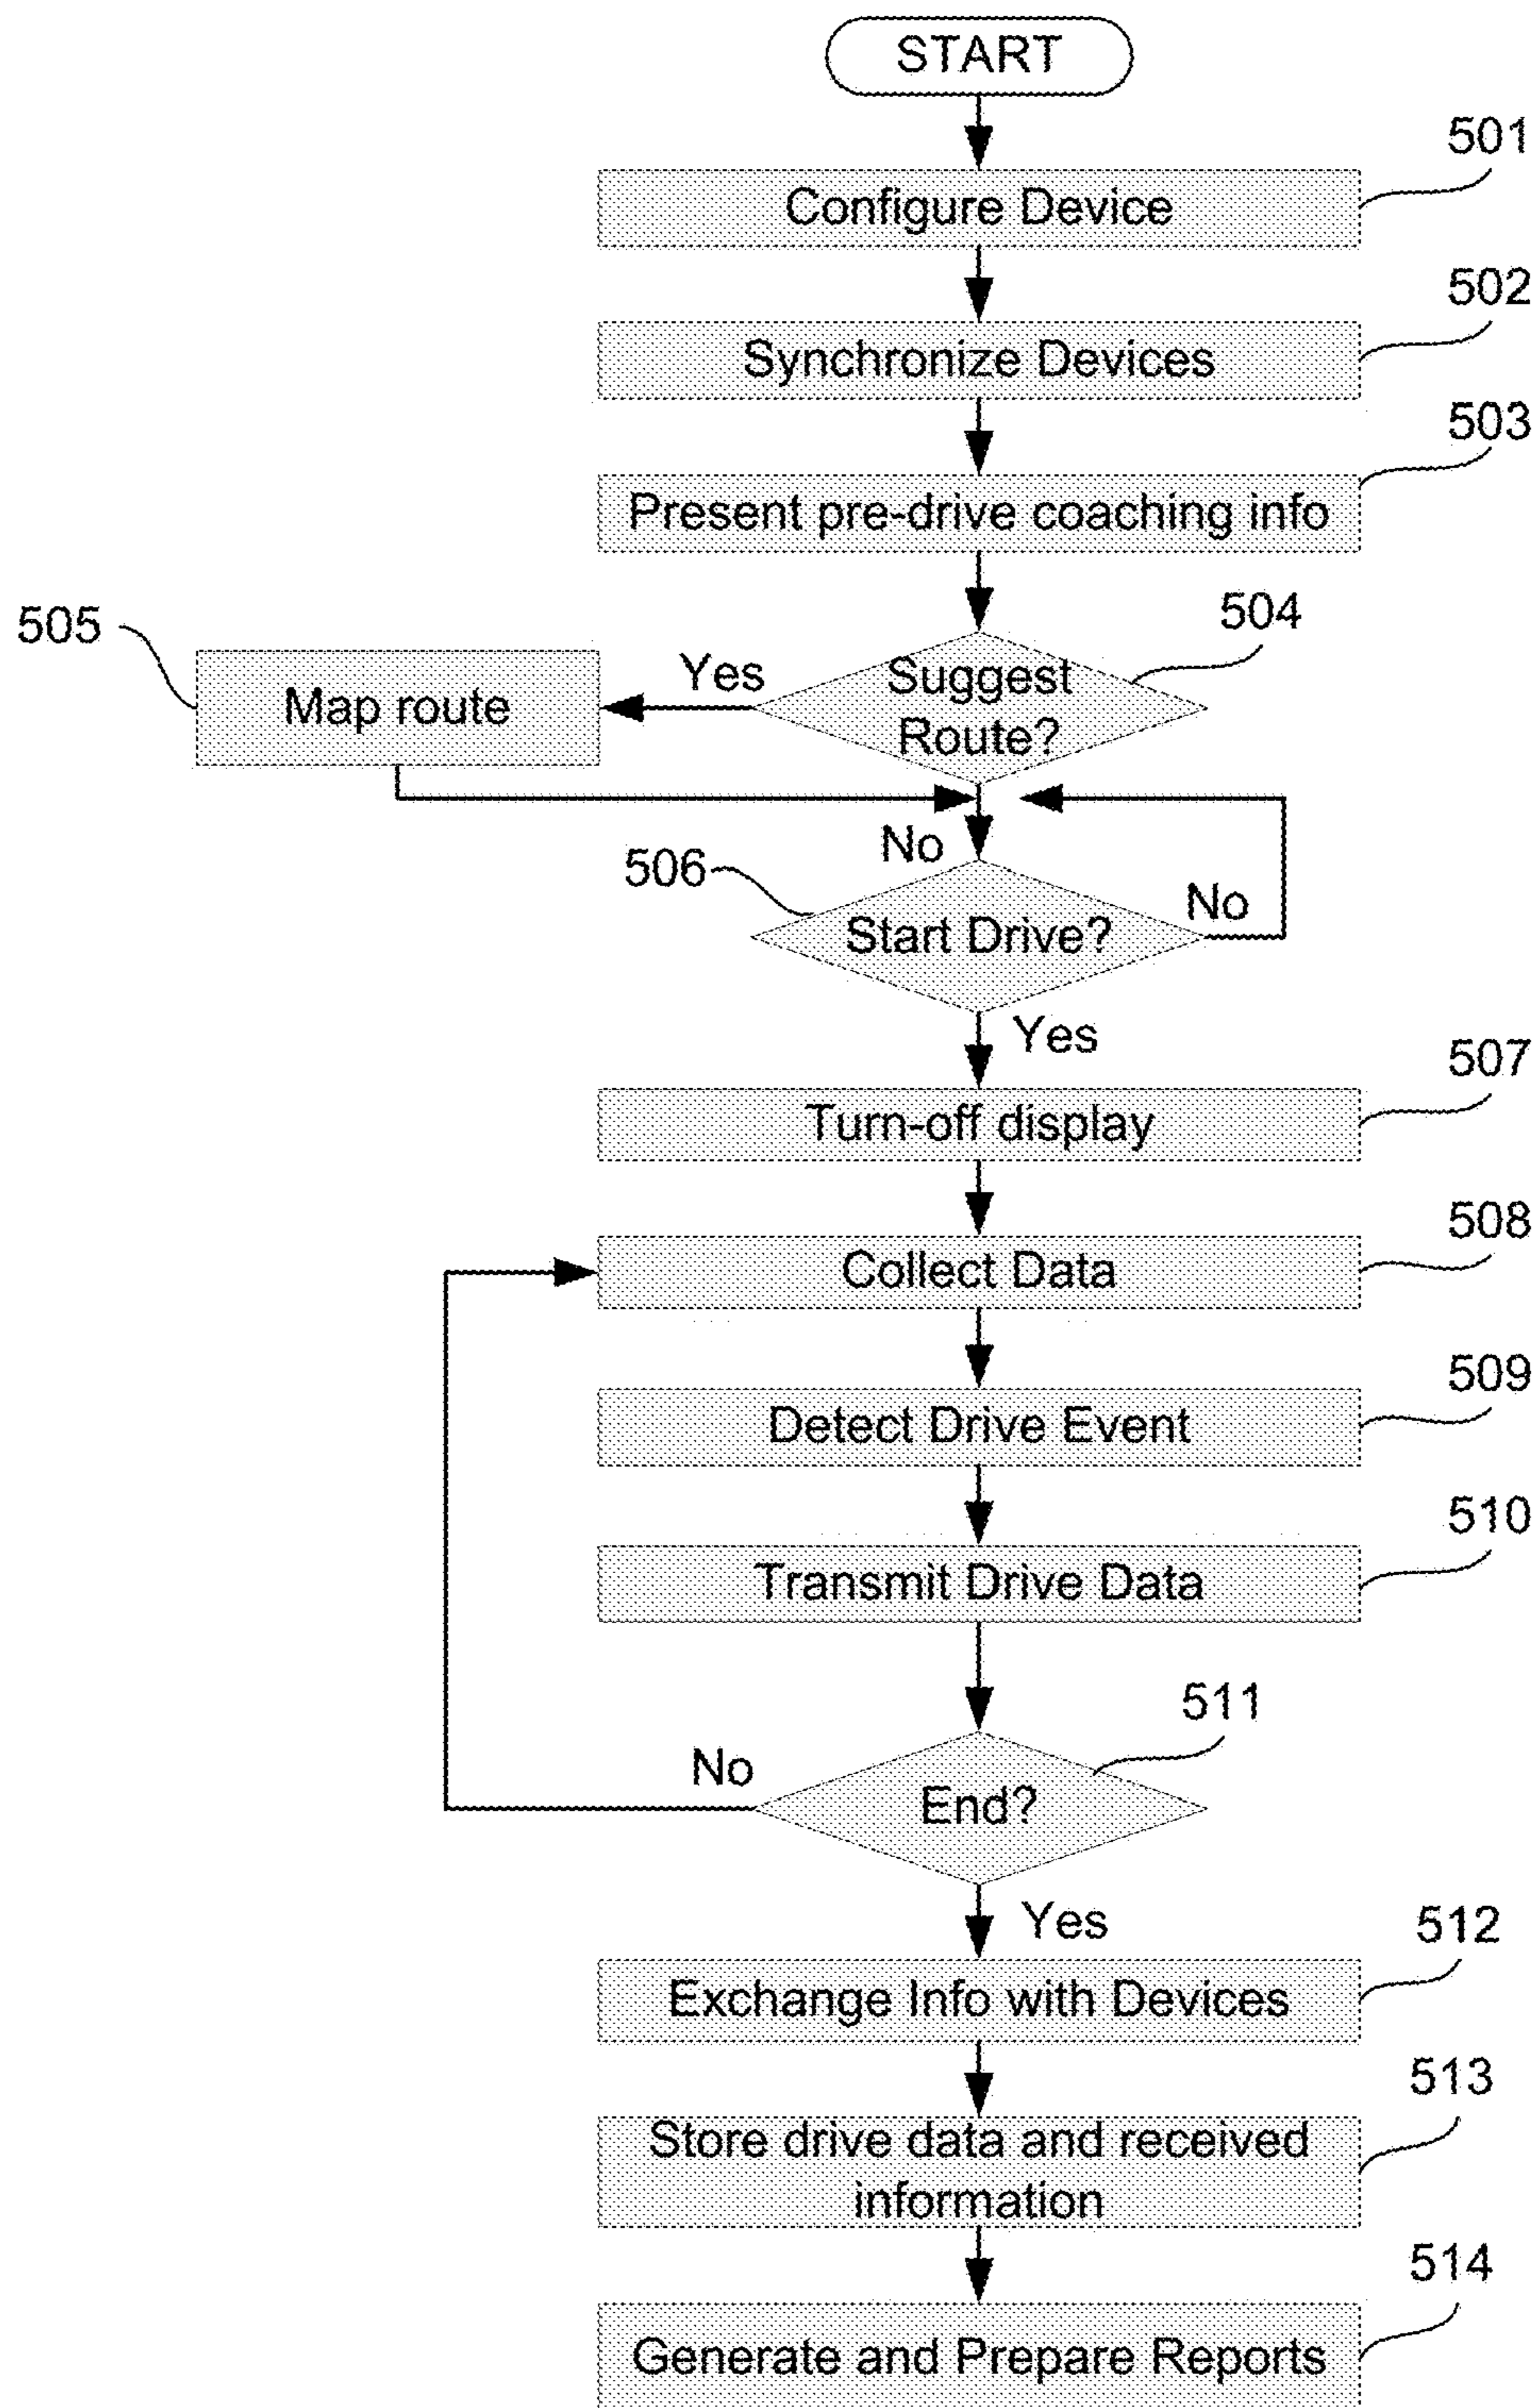 START
501
Configure Device
502
Synchronize Devices
503
Present pre-drive coaching info
504
505
Yes
Suggest
Route?
Map route
No
506
No
Start Drive?
Yes
507
Turn-off display
508
Collect Data
509
Detect Drive Event
510
Transmit Drive Data
511
No
End?
Yes
512
Exchange Info with Devices
513
Store drive data and received
information
514
Generate and Prepare Reports